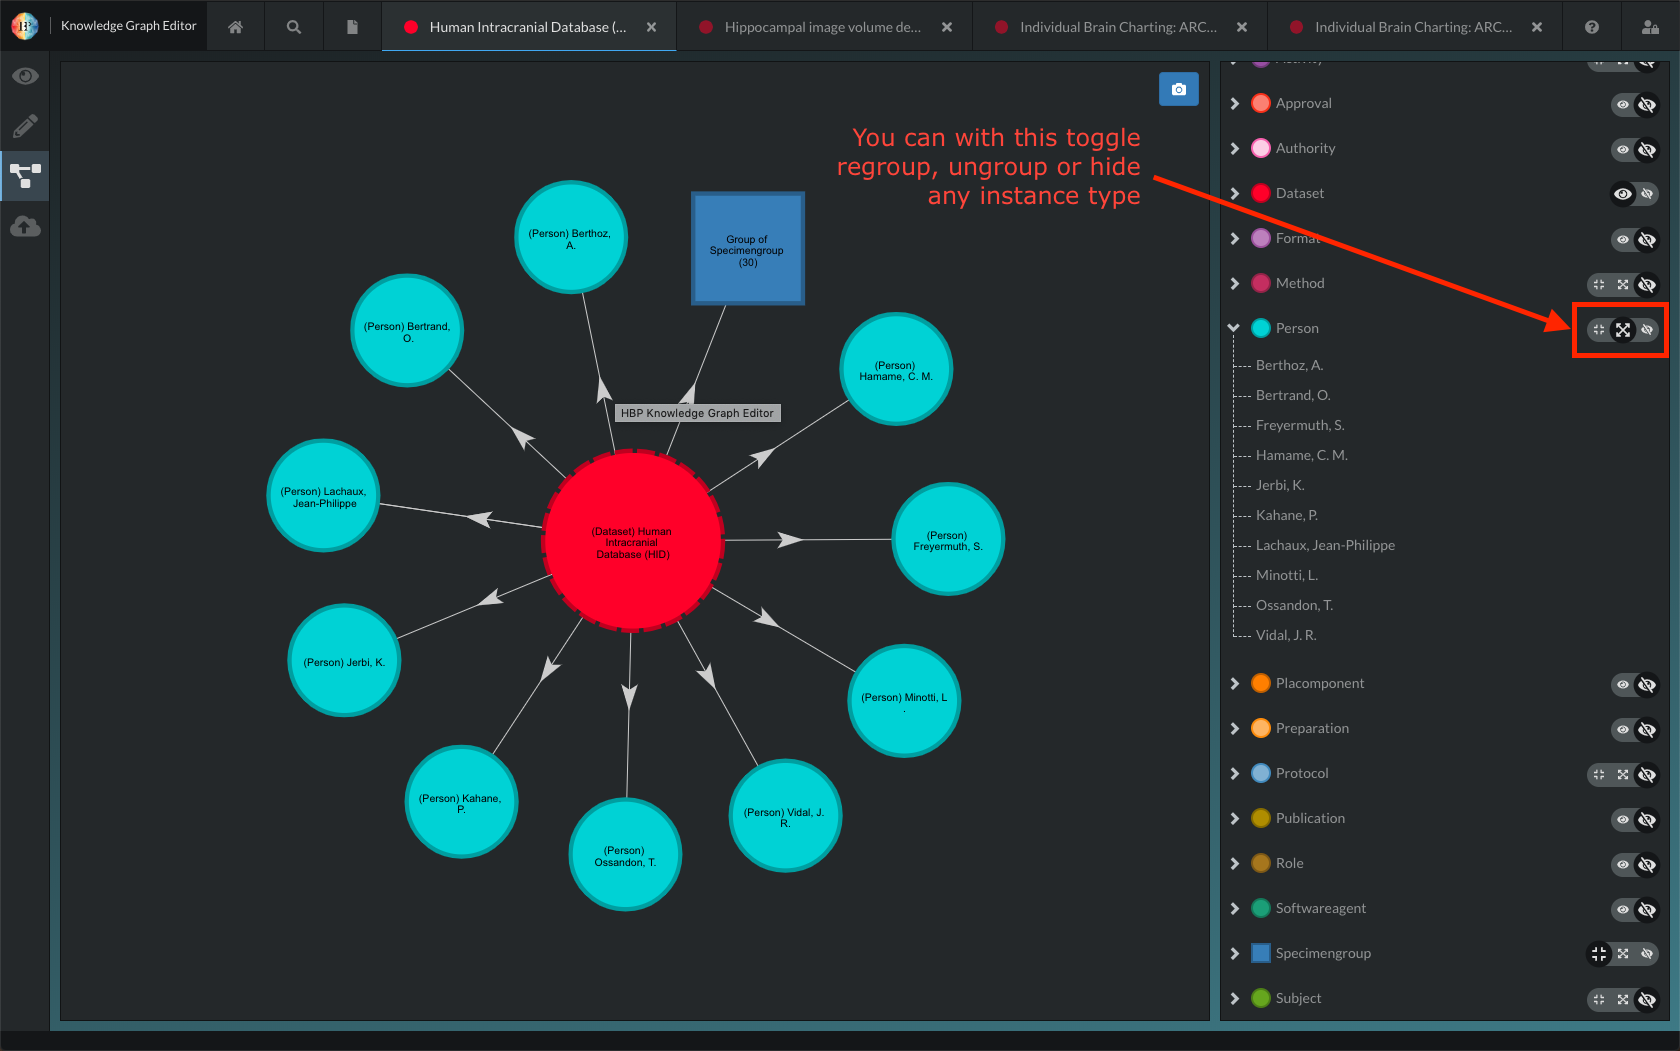 Knowledge Graph Editor
Human Intracranial Database (...
Hippocampal image volume de...
Individual Brain Charting: ARC...
Individual Brain Charting: ARC...
You can with this toggle
regroup, ungroup or hide
any instance type
(Person) Berthoz,
A.
Group of
Specimengroup
(30)
(Person) Bertrand,
O.
(Person)
Hamame, C. M.
HBP Knowledge Graph Editor
(Person) Lachaux,
Jean-Philippe
(Dataset) Human
Intracranial
Database (HID)
(Person)
Freyermuth, S.
(Person) Jerbi, K.
(Person) Minotti, L
.
(Person) Kahane,
P.
(Person) Vidal, J.
R.
(Person)
Ossandon, T.
Activity
Approval
Authority
Dataset
Format
Method
Person
Berthoz, A.
Bertrand, O.
Freyermuth, S.
Hamame, C. M.
Jerbi, K.
Kahane, P.
Lachaux, Jean-Philippe
Minotti, L.
Ossandon, T.
Vidal, J. R.
Placomponent
Preparation
Protocol
Publication
Role
Softwareagent
Specimengroup
Subject